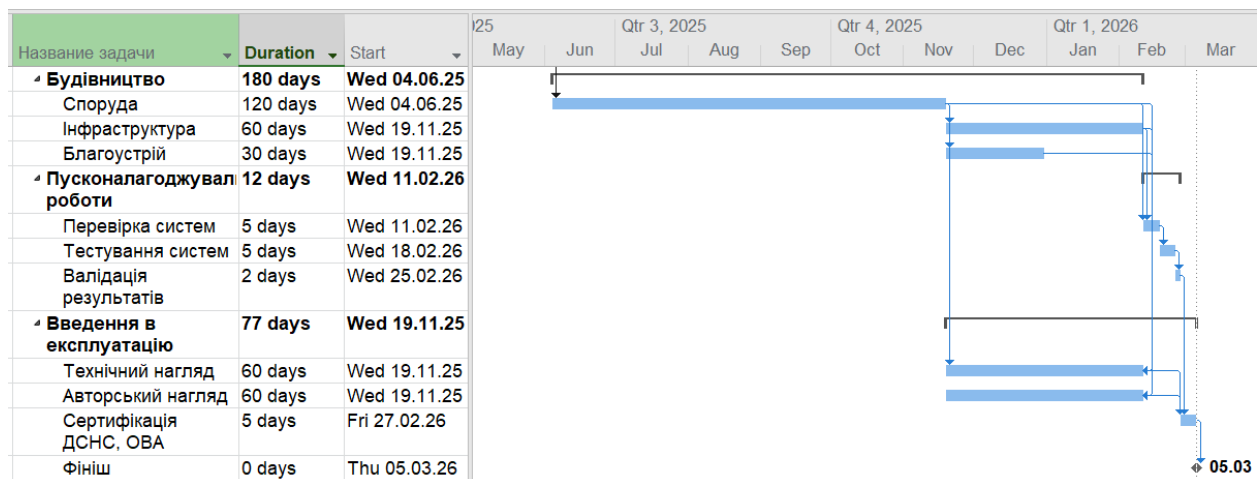 025
Qtr 3, 2025
Qtr 4, 2025
Qtr 1, 2026
Название задачи
Duration
Start
May
Jun
Jul
Aug
Sep
Oct
Nov
Dec
Jan
Feb
Mar
Будівництво 180 days Wed 04.06.25
Споруда 120 days Wed 04.06.25
Інфраструктура 60 days Wed 19.11.25
Благоустрій 30 days Wed 19.11.25
Пусконалагоджувал 12 days Wed 11.02.26
роботи
Перевірка систем 5 days Wed 11.02.26
Тестування систем 5 days Wed 18.02.26
Валідація 2 days Wed 25.02.26
результатів
Введення в 77 days Wed 19.11.25
експлуатацію
Технічний нагляд 60 days Wed 19.11.25
Авторський нагляд 60 days Wed 19.11.25
Сертифікація 5 days Fri 27.02.26
ДСНС, ОВА
Фініш 0 days Thu 05.03.26
05.03